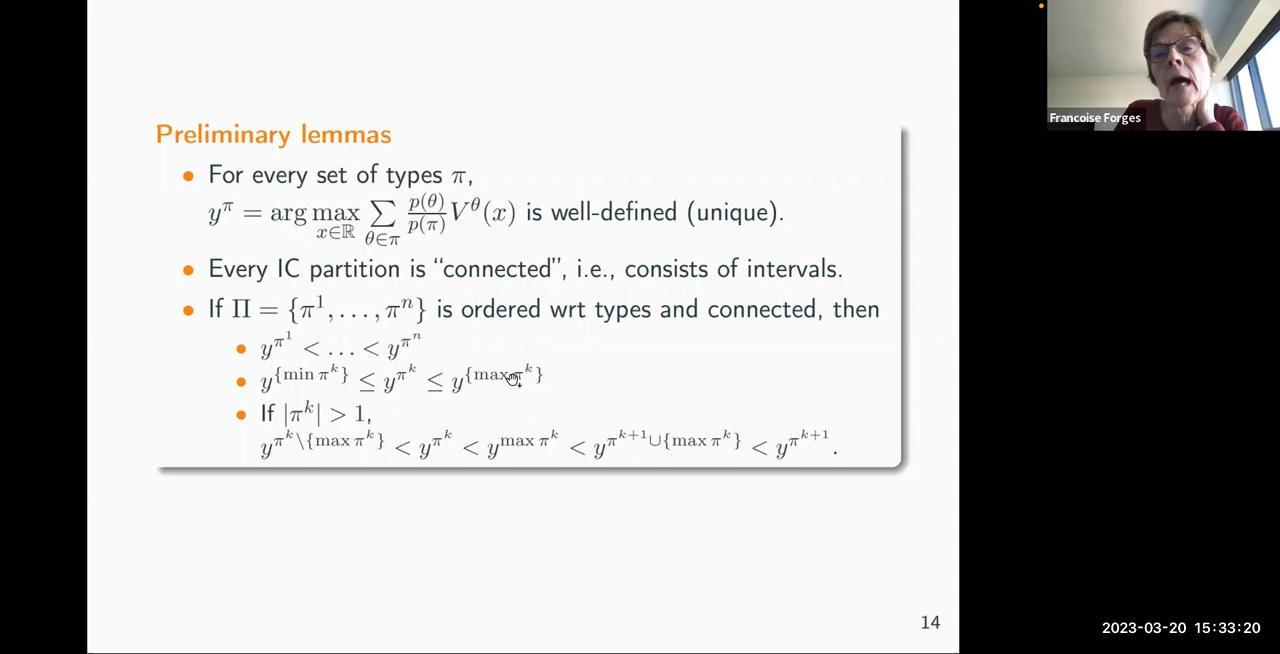 Preliminary lemmas
• For every set of types π,
y^π = arg max_{x∈ℝ} ∑_{θ∈π} p(θ)/p(π) V^θ(x) is well-defined (unique).
• Every IC partition is “connected”, i.e., consists of intervals.
• If Π = {π^1, . . . , π^n} is ordered wrt types and connected, then
• y^{π^1} < . . . < y^{π^n}
• y^{{min π^k}} ≤ y^{π^k} ≤ y^{{max π^k}}
• If |π^k| > 1,
y^{π^k\{max π^k}} < y^{π^k} < y^{max π^k} < y^{π^{k+1}∪{max π^k}} < y^{π^{k+1}}.
14
Francoise Forges
2023-03-20 15:33:20